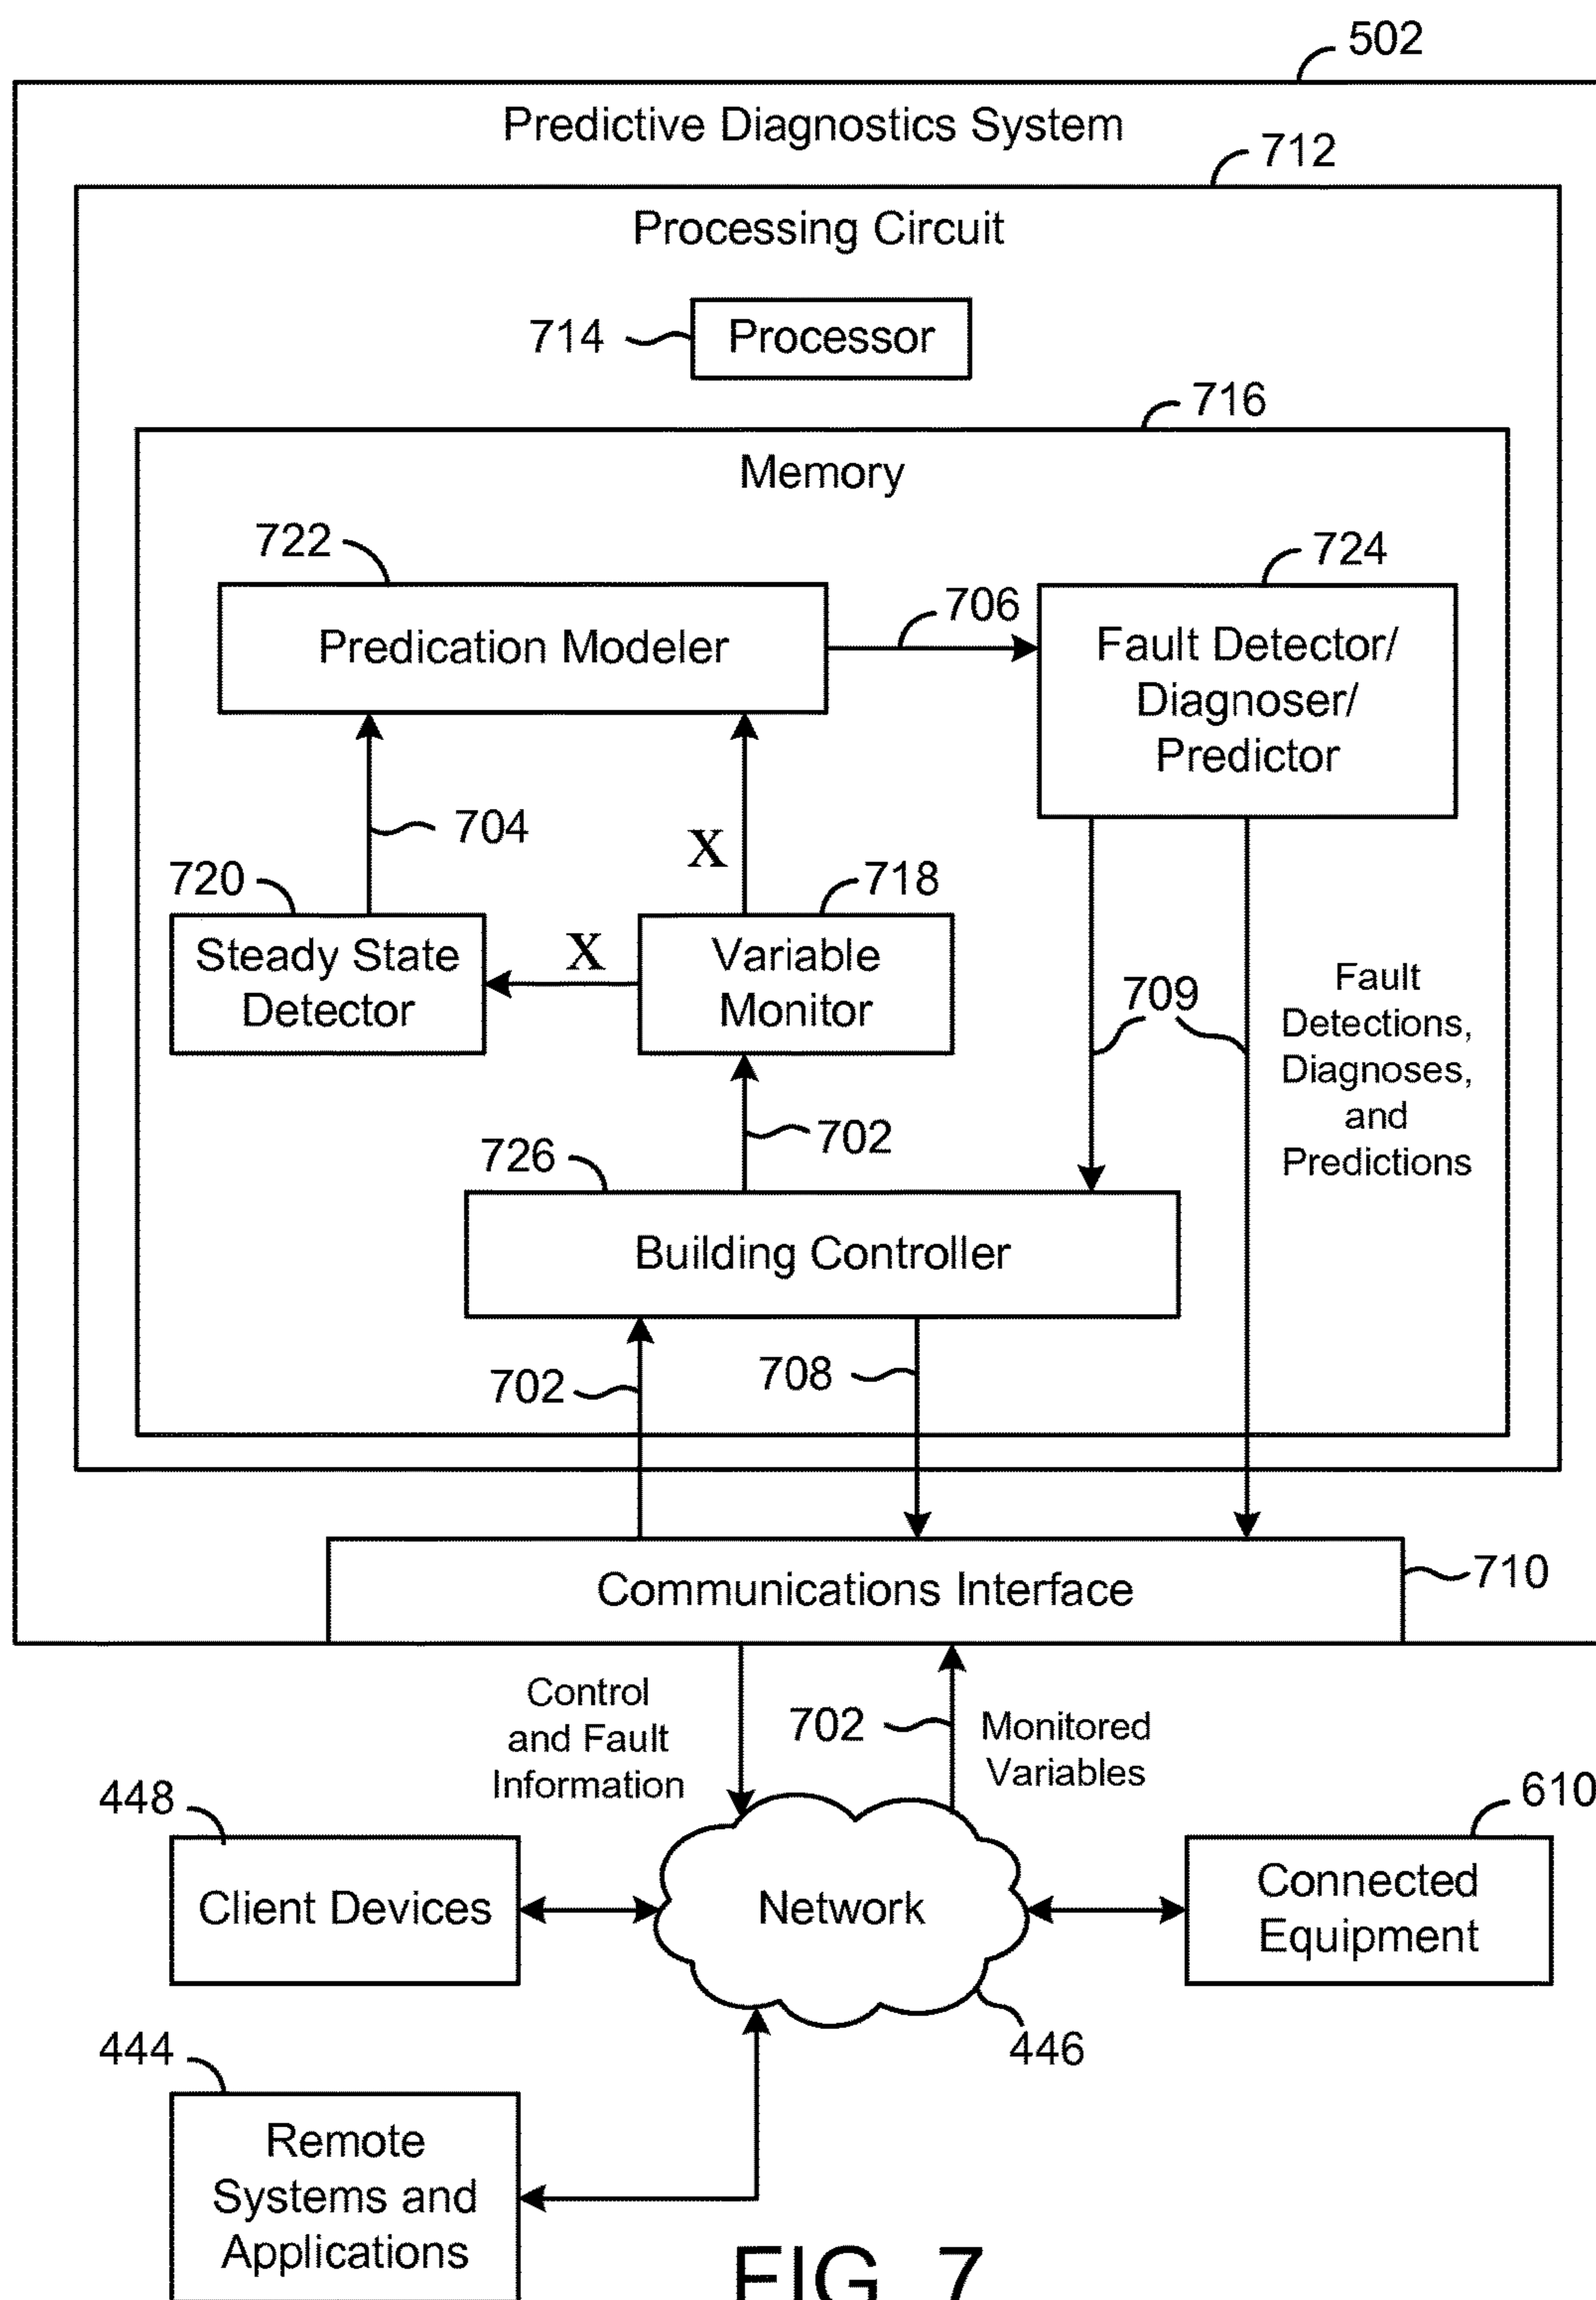 502
Predictive Diagnostics System
712
Processing Circuit
714
Processor
716
Memory
722
724
706
Predication Modeler
Fault Detector/
Diagnoser/
Predictor
704
X
720
718
Steady State
Detector
X
Variable
Monitor
709
Fault
Detections,
Diagnoses,
and
Predictions
702
726
Building Controller
702
708
Communications Interface
710
Control
and Fault
Information
702
Monitored
Variables
448
610
Client Devices
Network
Connected
Equipment
446
444
Remote
Systems and
Applications
FIG. 7